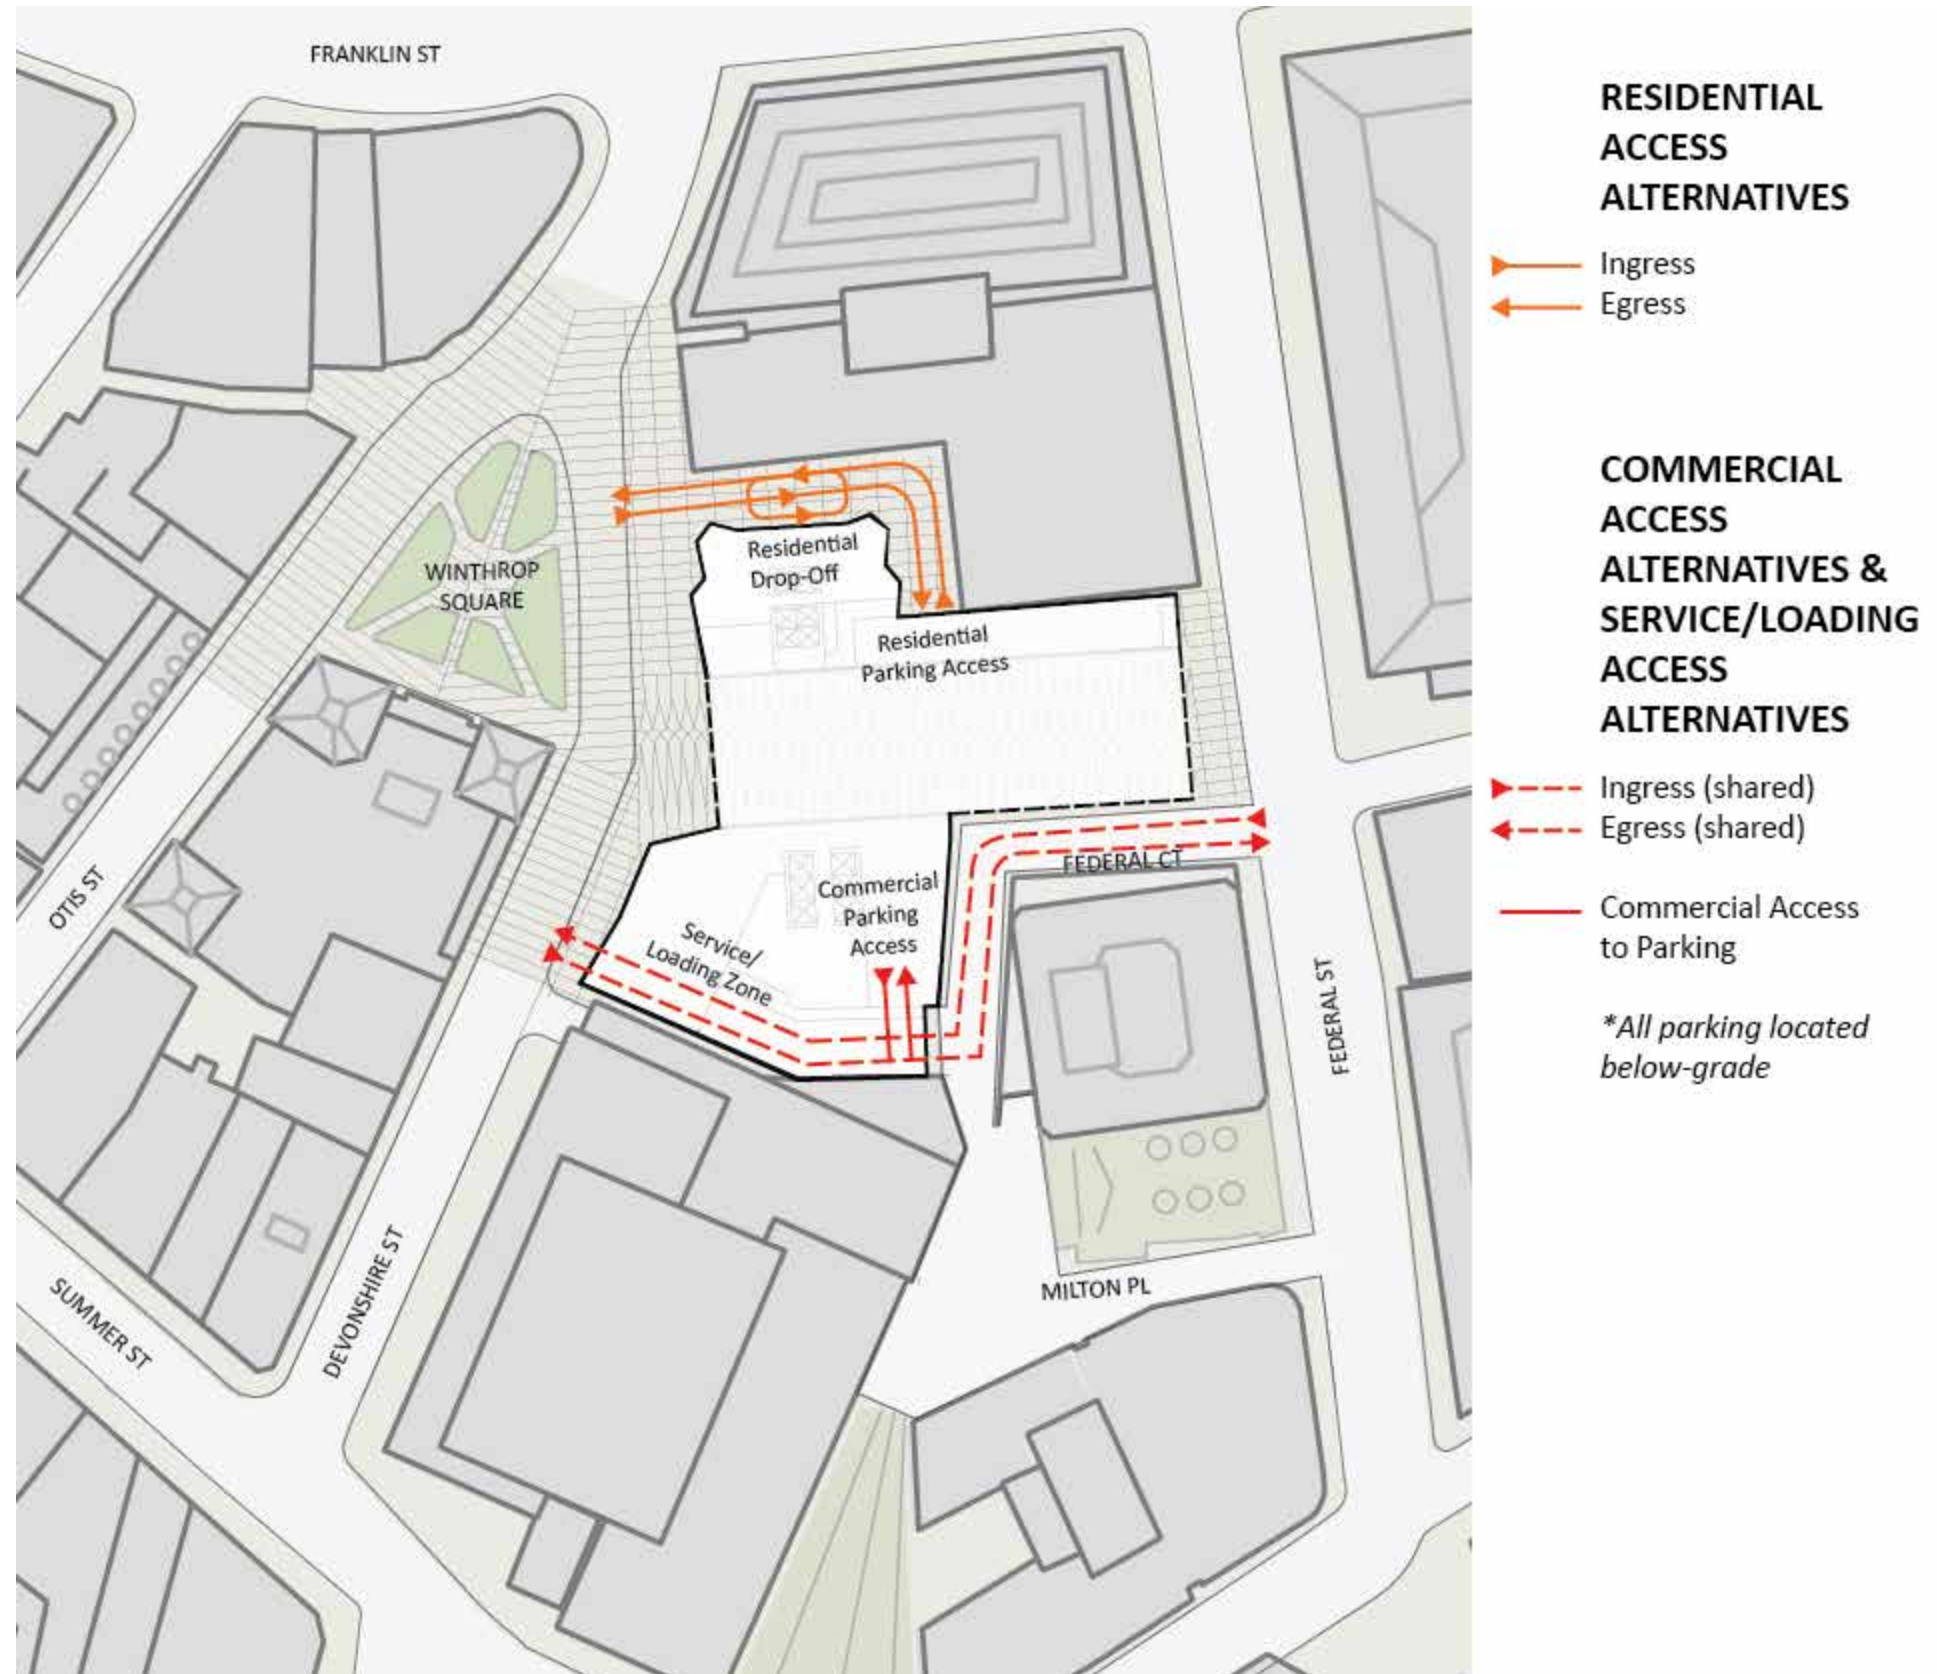 FRANKLIN ST
WINTHROP
SQUARE
Residential
Drop-Off
Residential
Parking Access
FEDERAL CT
Commercial
Parking
Access
Service/
Loading Zone
OTIS ST
FEDERAL ST
DEVONSHIRE ST
SUMMER ST
MILTON PL
RESIDENTIAL
ACCESS
ALTERNATIVES
Ingress
Egress
COMMERCIAL
ACCESS
ALTERNATIVES &
SERVICE/LOADING
ACCESS
ALTERNATIVES
Ingress (shared)
Egress (shared)
Commercial Access
to Parking
*All parking located
below-grade